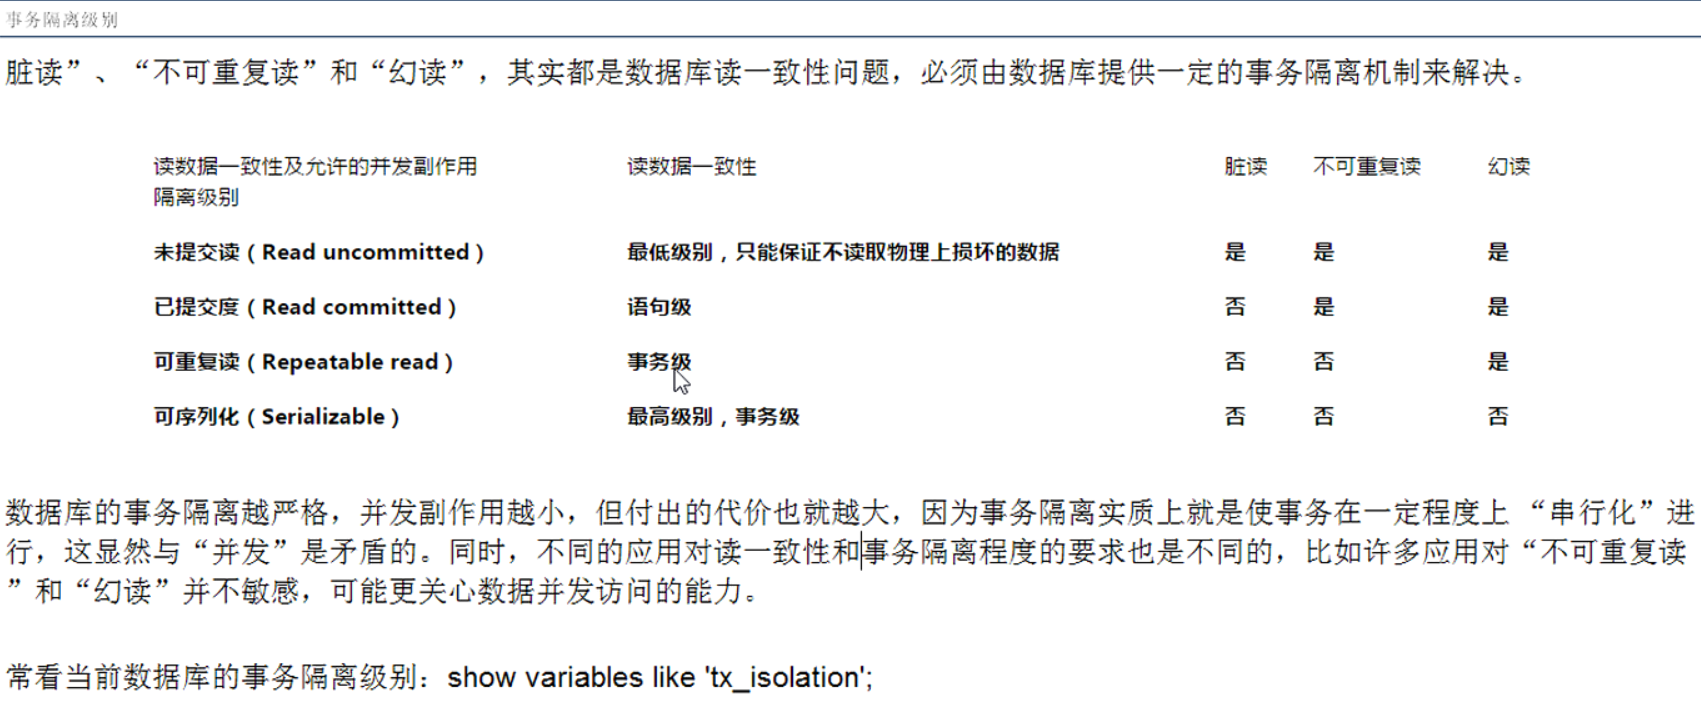 事务隔离级别
脏读”、“不可重复读”和“幻读”，其实都是数据库读一致性问题，必须由数据库提供一定的事务隔离机制来解决。
读数据一致性及允许的并发副作用 读数据一致性 脏读 不可重复读 幻读
隔离级别
未提交读（Read uncommitted） 最低级别，只能保证不读取物理上损坏的数据 是 是 是
已提交度（Read committed） 语句级 否 是 是
可重复读（Repeatable read） 事务级 否 否 是
可序列化（Serializable） 最高级别，事务级 否 否 否
数据库的事务隔离越严格，并发副作用越小，但付出的代价也就越大，因为事务隔离实质上就是使事务在一定程度上 “串行化”进
行，这显然与“并发”是矛盾的。同时，不同的应用对读一致性和事务隔离程度的要求也是不同的，比如许多应用对“不可重复读
”和“幻读”并不敏感，可能更关心数据并发访问的能力。
常看当前数据库的事务隔离级别：show variables like 'tx_isolation';